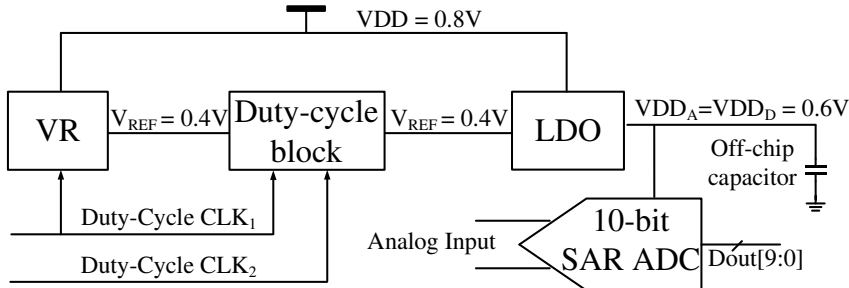 VDD = 0.8V
VR
V_REF = 0.4V
Duty-cycle
block
V_REF = 0.4V
LDO
VDD_A=VDD_D = 0.6V
Off-chip
capacitor
Duty-Cycle CLK_1
Duty-Cycle CLK_2
Analog Input
10-bit
SAR ADC
Dout[9:0]